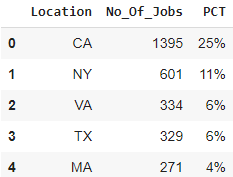 Location No_Of_Jobs PCT
0 CA 1395 25%
1 NY 601 11%
2 VA 334 6%
3 TX 329 6%
4 MA 271 4%